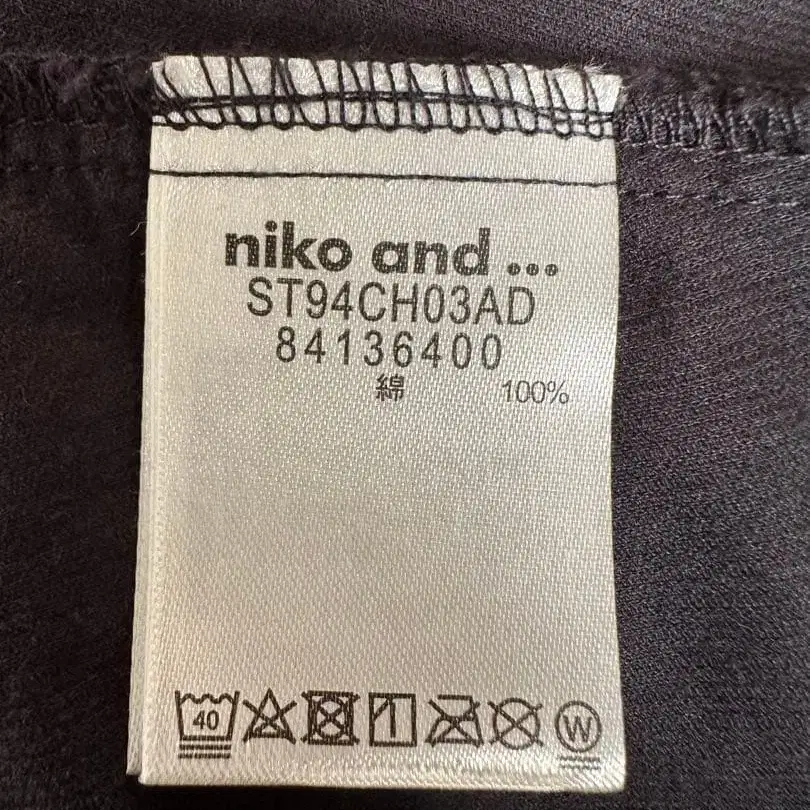 niko and ...
ST94CH03AD
84136400
綿 100%
40 W